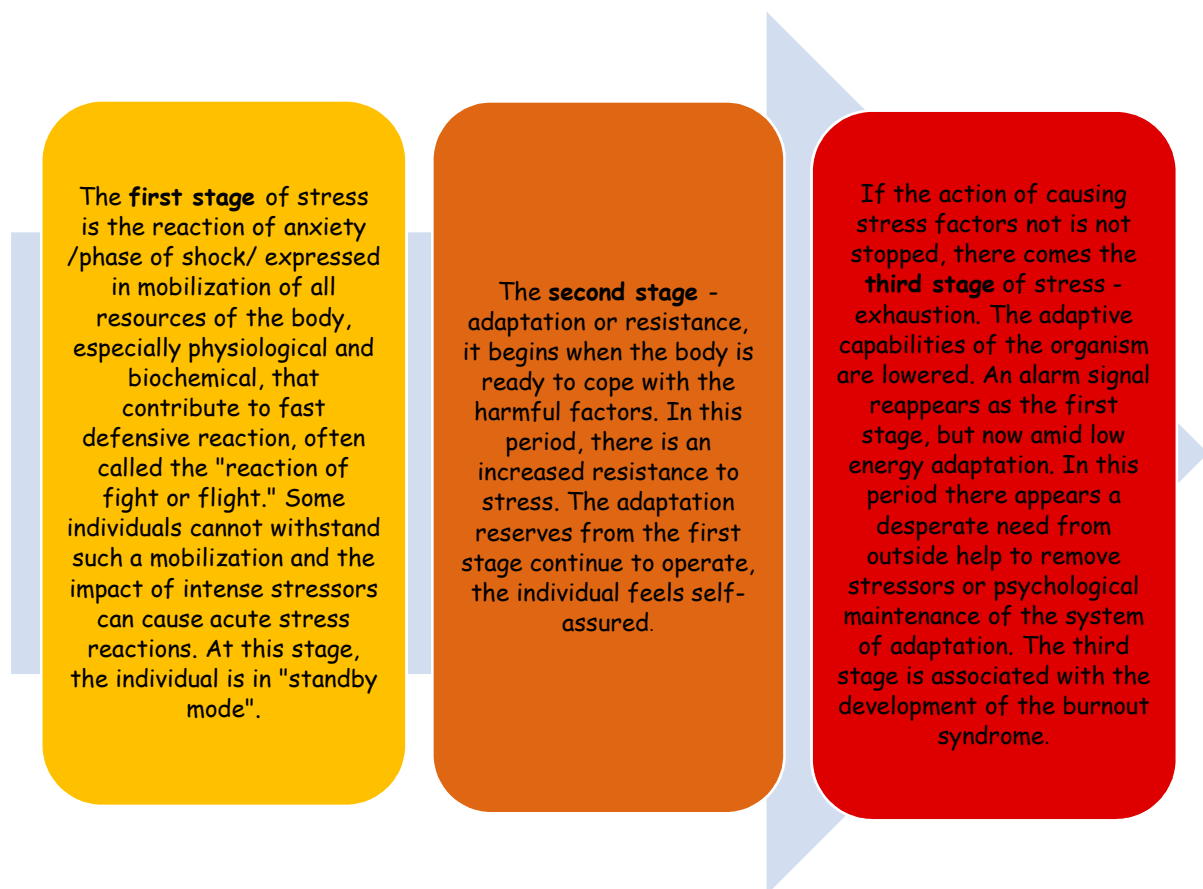 The first stage of stress
is the reaction of anxiety
/phase of shock/ expressed
in mobilization of all
resources of the body,
especially physiological and
biochemical, that
contribute to fast
defensive reaction, often
called the "reaction of
fight or flight." Some
individuals cannot withstand
such a mobilization and the
impact of intense stressors
can cause acute stress
reactions. At this stage,
the individual is in "standby
mode".
The second stage -
adaptation or resistance,
it begins when the body is
ready to cope with the
harmful factors. In this
period, there is an
increased resistance to
stress. The adaptation
reserves from the first
stage continue to operate,
the individual feels self-
assured.
If the action of causing
stress factors not is not
stopped, there comes the
third stage of stress -
exhaustion. The adaptive
capabilities of the organism
are lowered. An alarm signal
reappears as the first
stage, but now amid low
energy adaptation. In this
period there appears a
desperate need from
outside help to remove
stressors or psychological
maintenance of the system
of adaptation. The third
stage is associated with the
development of the burnout
syndrome.